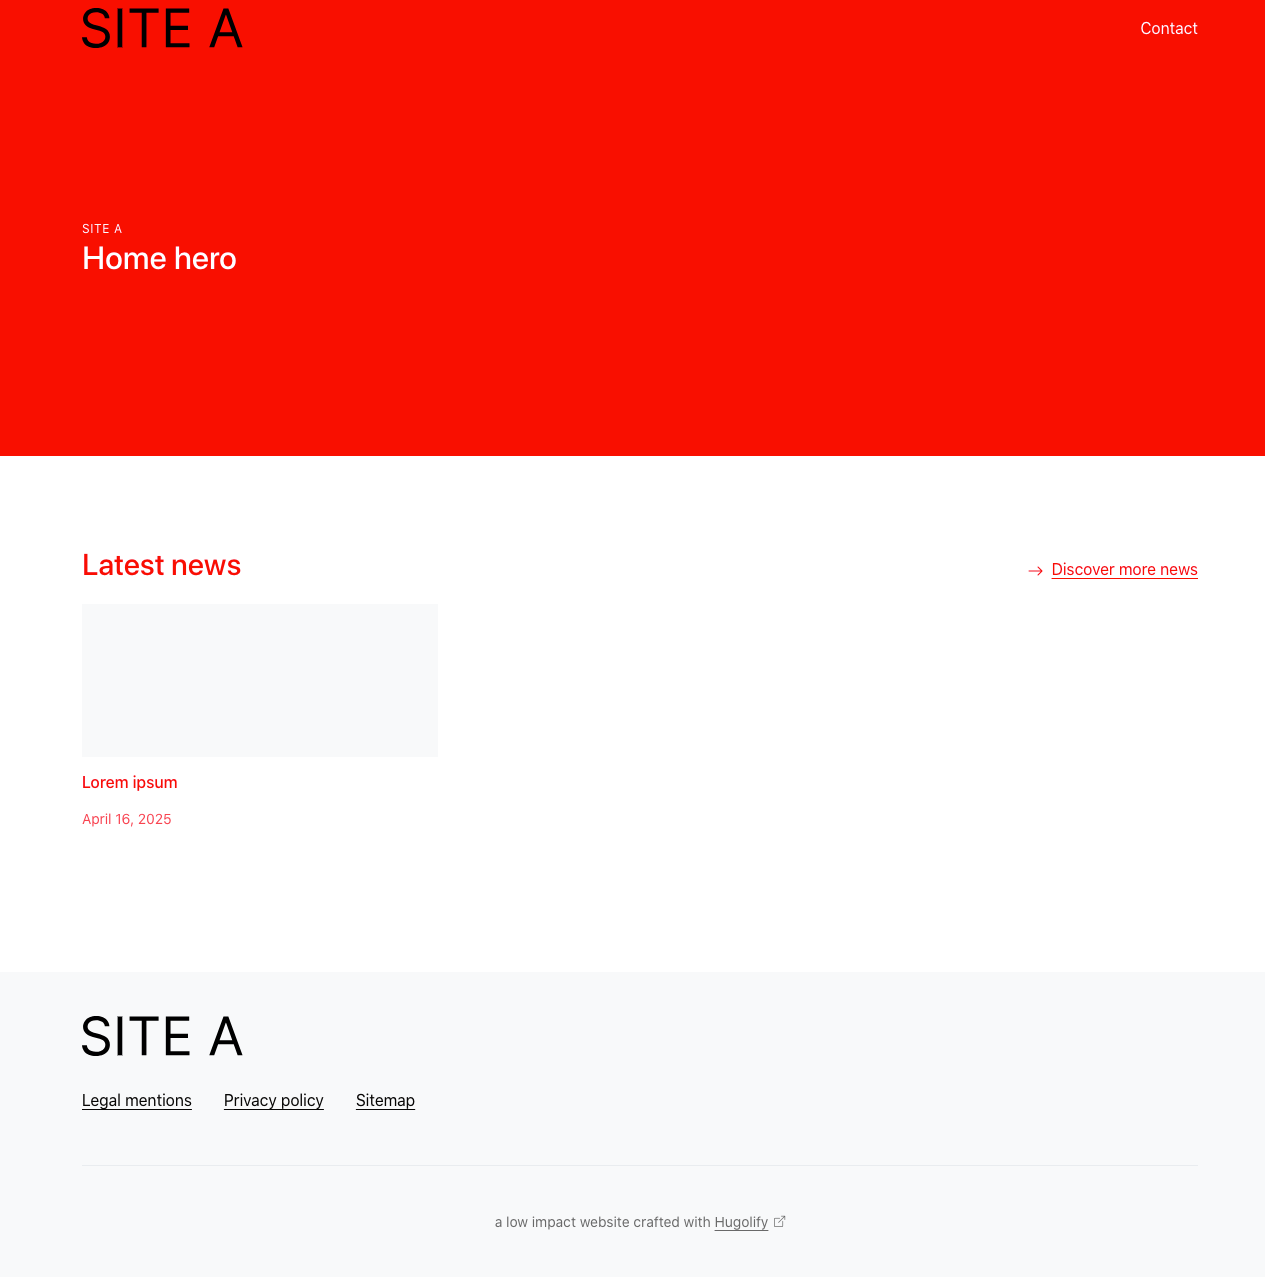 SITE A
Contact
SITE A
Home hero
Latest news
Discover more news
Lorem ipsum
April 16, 2025
SITE A
Legal mentions Privacy policy Sitemap
a low impact website crafted with Hugolify